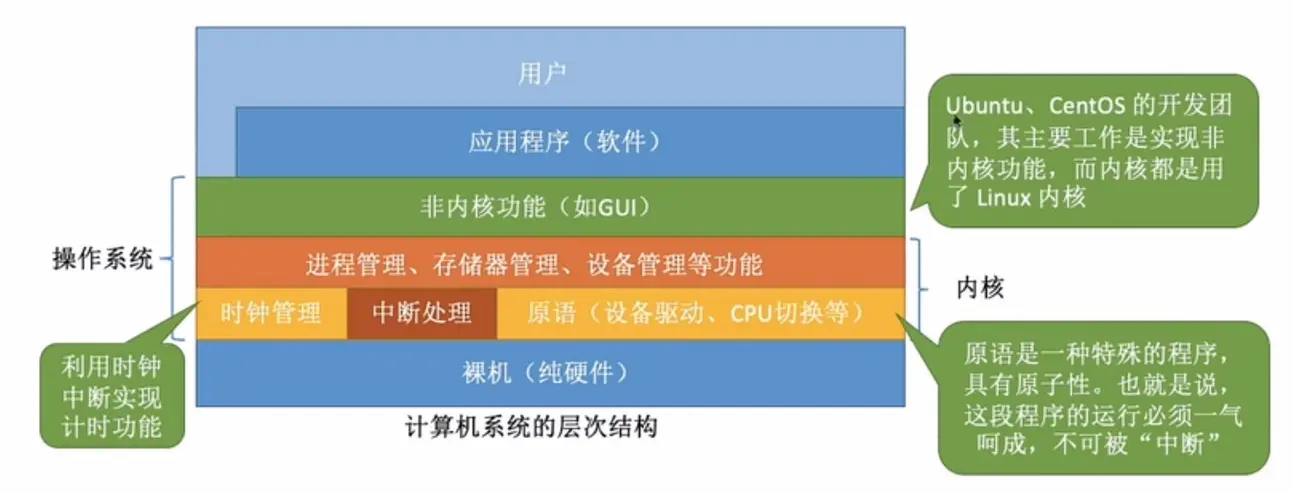 用户
应用程序（软件）
非内核功能（如GUI）
进程管理、存储器管理、设备管理等功能
时钟管理
中断处理
原语（设备驱动、CPU切换等）
裸机（纯硬件）
计算机系统的层次结构
操作系统
内核
利用时钟
中断实现
计时功能
Ubuntu、CentOS 的开发团
队，其主要工作是实现非
内核功能，而内核都是用
了 Linux 内核
原语是一种特殊的程序，
具有原子性。也就是说，
这段程序的运行必须一气
呵成，不可被“中断”